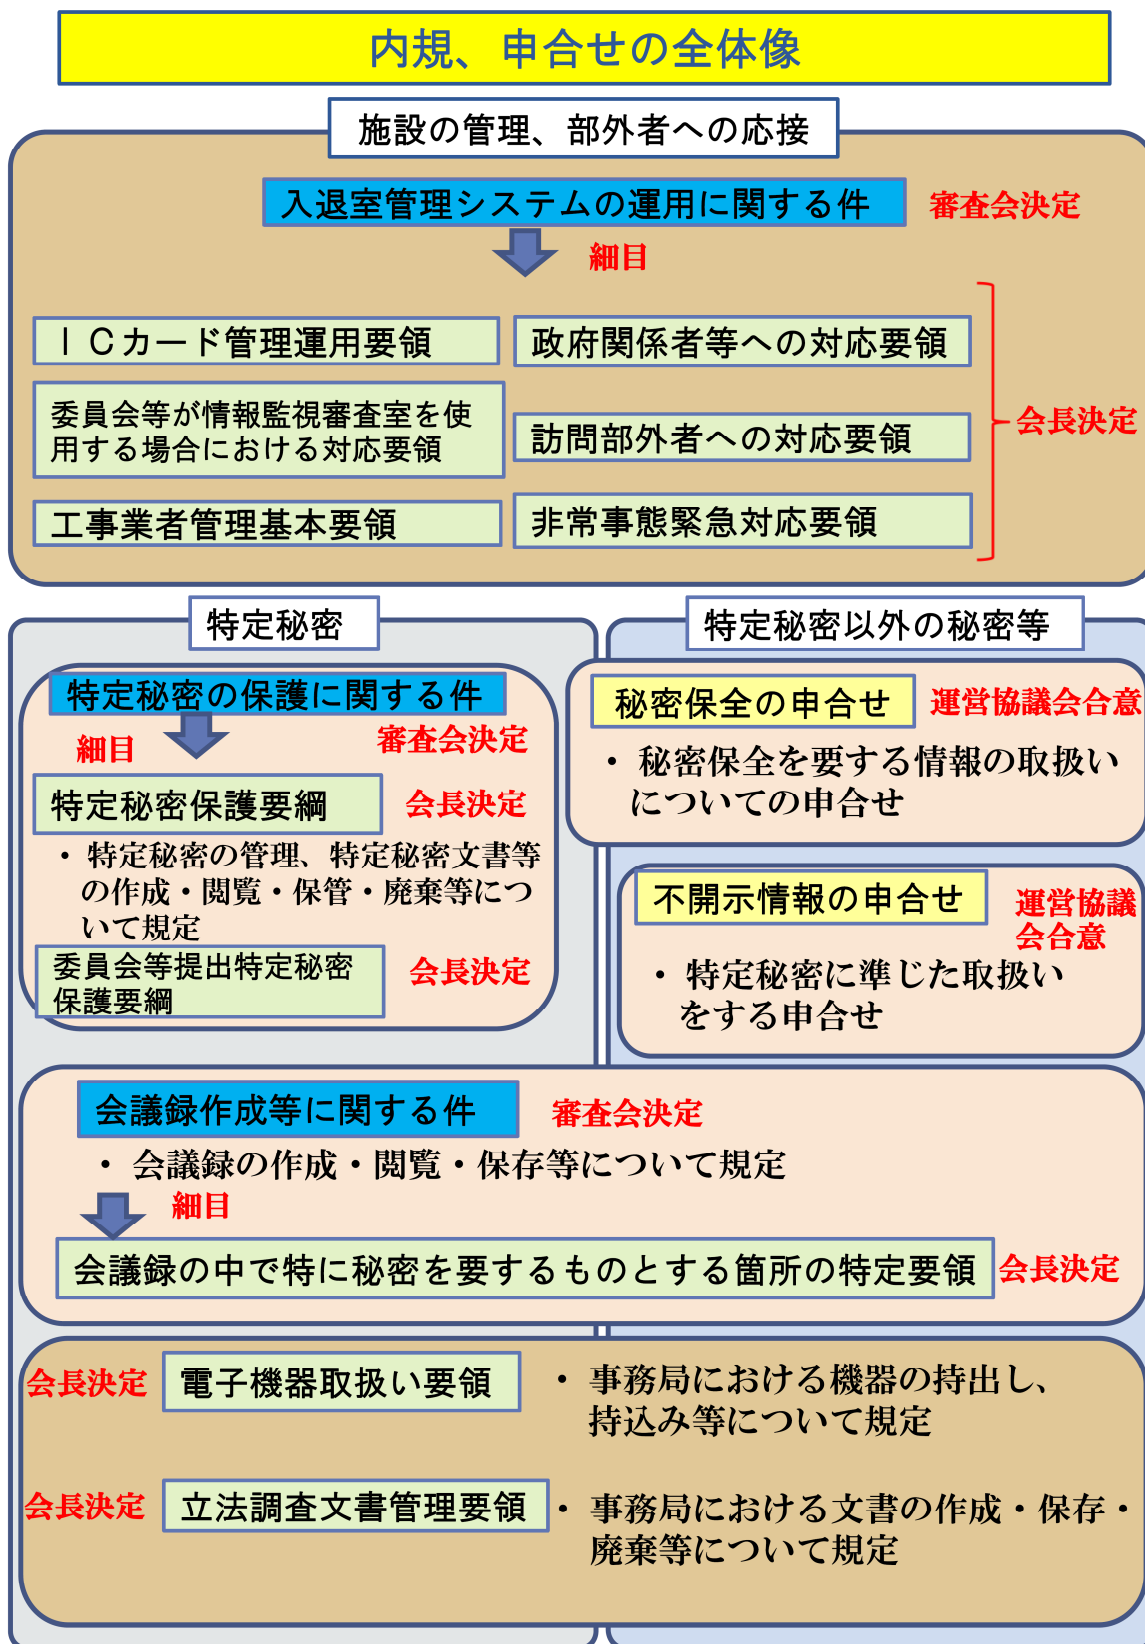 内規、申合せの全体像
施設の管理、部外者への応接
入退室管理システムの運用に関する件
審査会決定
細目
ＩＣカード管理運用要領
政府関係者等への対応要領
委員会等が情報監視審査室を使
用する場合における対応要領
訪問部外者への対応要領
会長決定
工事業者管理基本要領
非常事態緊急対応要領
特定秘密
特定秘密の保護に関する件
審査会決定
細目
特定秘密保護要綱
会長決定
・ 特定秘密の管理、特定秘密文書等
の作成・閲覧・保管・廃棄等につ
いて規定
委員会等提出特定秘密
保護要綱
会長決定
特定秘密以外の秘密等
秘密保全の申合せ
運営協議会合意
・ 秘密保全を要する情報の取扱い
についての申合せ
不開示情報の申合せ
運営協議
会合意
・ 特定秘密に準じた取扱い
をする申合せ
会議録作成等に関する件
審査会決定
・ 会議録の作成・閲覧・保存等について規定
細目
会議録の中で特に秘密を要するものとする箇所の特定要領
会長決定
会長決定
電子機器取扱い要領
・ 事務局における機器の持出し、
持込み等について規定
会長決定
立法調査文書管理要領
・ 事務局における文書の作成・保存・
廃棄等について規定